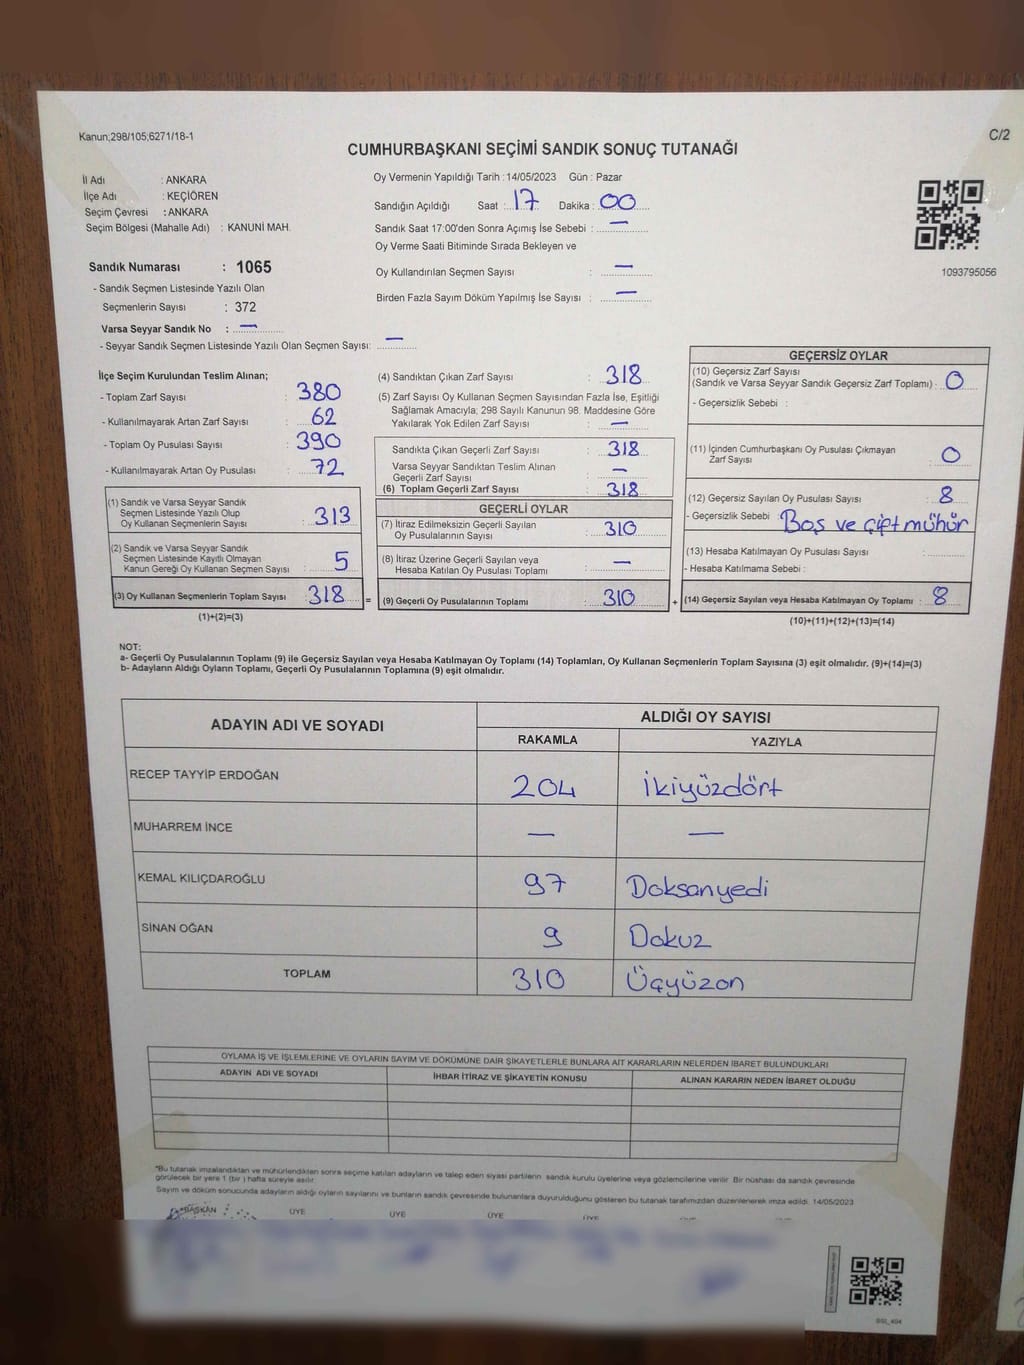 Kanun;298/105;6271/18-1
C/2
CUMHURBAŞKANI SEÇİMİ SANDIK SONUÇ TUTANAĞI
İl Adı : ANKARA
İlçe Adı : KEÇİÖREN
Seçim Çevresi : ANKARA
Seçim Bölgesi (Mahalle Adı) : KANUNİ MAH.
Sandık Numarası : 1065
- Sandık Seçmen Listesinde Yazılı Olan
Seçmenlerin Sayısı : 372
Varsa Seyyar Sandık No : —
- Seyyar Sandık Seçmen Listesinde Yazılı Olan Seçmen Sayısı: —
Oy Vermenin Yapıldığı Tarih : 14/05/2023 Gün : Pazar
Sandığın Açıldığı Saat : 17 Dakika : 00
Sandık Saat 17:00'den Sonra Açımış İse Sebebi : —
Oy Verme Saati Bitiminde Sırada Bekleyen ve
Oy Kullandırılan Seçmen Sayısı : —
Birden Fazla Sayım Döküm Yapılmış İse Sayısı : —
1093795056
İlçe Seçim Kurulundan Teslim Alınan;
- Toplam Zarf Sayısı : 380
- Kullanılmayarak Artan Zarf Sayısı : 62
- Toplam Oy Pusulası Sayısı : 390
- Kullanılmayarak Artan Oy Pusulası : 72
(1) Sandık ve Varsa Seyyar Sandık
Seçmen Listesinde Yazılı Olup
Oy Kullanan Seçmenlerin Sayısı : 313
(2) Sandık ve Varsa Seyyar Sandık
Seçmen Listesinde Kayıtlı Olmayan
Kanun Gereği Oy Kullanan Seçmen Sayısı : 5
(3) Oy Kullanan Seçmenlerin Toplam Sayısı : 318 =
(1)+(2)=(3)
(4) Sandıktan Çıkan Zarf Sayısı : 318
(5) Zarf Sayısı Oy Kullanan Seçmen Sayısından Fazla İse, Eşitliği
Sağlamak Amacıyla; 298 Sayılı Kanunun 98. Maddesine Göre
Yakılarak Yok Edilen Zarf Sayısı : —
Sandıkta Çıkan Geçerli Zarf Sayısı : 318
Varsa Seyyar Sandıktan Teslim Alınan
Geçerli Zarf Sayısı : —
(6) Toplam Geçerli Zarf Sayısı : 318
GEÇERLİ OYLAR
(7) İtiraz Edilmeksizin Geçerli Sayılan
Oy Pusulalarının Sayısı : 310
(8) İtiraz Üzerine Geçerli Sayılan veya
Hesaba Katılan Oy Pusulası Toplamı : —
(9) Geçerli Oy Pusulalarının Toplamı : 310 +
GEÇERSİZ OYLAR
(10) Geçersiz Zarf Sayısı
(Sandık ve Varsa Seyyar Sandık Geçersiz Zarf Toplamı) : 0
- Geçersizlik Sebebi :
(11) İçinden Cumhurbaşkanı Oy Pusulası Çıkmayan
Zarf Sayısı : 0
(12) Geçersiz Sayılan Oy Pusulası Sayısı : 8
- Geçersizlik Sebebi : Boş ve çift mühür
(13) Hesaba Katılmayan Oy Pusulası Sayısı :
- Hesaba Katılmama Sebebi :
(14) Geçersiz Sayılan veya Hesaba Katılmayan Oy Toplamı : 8
(10)+(11)+(12)+(13)=(14)
NOT:
a- Geçerli Oy Pusulalarının Toplamı (9) ile Geçersiz Sayılan veya Hesaba Katılmayan Oy Toplamı (14) Toplamları, Oy Kullanan Seçmenlerin Toplam Sayısına (3) eşit olmalıdır. (9)+(14)=(3)
b- Adayların Aldığı Oyların Toplamı, Geçerli Oy Pusulalarının Toplamına (9) eşit olmalıdır.
ADAYIN ADI VE SOYADI
ALDIĞI OY SAYISI
RAKAMLA YAZIYLA
RECEP TAYYİP ERDOĞAN 204 İkiyüzdört
MUHARREM İNCE — —
KEMAL KILIÇDAROĞLU 97 Doksanyedi
SİNAN OĞAN 9 Dokuz
TOPLAM 310 Üçyüzon
OYLAMA İŞ VE İŞLEMLERİNE VE OYLARIN SAYIM VE DÖKÜMÜNE DAİR ŞİKAYETLERLE BUNLARA AİT KARARLARIN NELERDEN İBARET BULUNDUKLARI
ADAYIN ADI VE SOYADI İHBAR İTİRAZ VE ŞİKAYETİN KONUSU ALINAN KARARIN NEDEN İBARET OLDUĞU
*Bu tutanak imzalandıktan ve mühürlendikten sonra seçime katılan adayların ve talep eden siyasi partilerin sandık kurulu üyelerine veya gözlemcilerine verilir. Bir nüshası da sandık çevresinde
görülecek bir yere 1 (bir ) hafta süreyle asılır.
Sayım ve döküm sonucunda adayların aldığı oyların sayılarını ve bunların sandık çevresinde bulunanlara duyurulduğunu gösteren bu tutanak tarafımızdan düzenlenerek imza edildi. 14/05/2023
BAŞKAN ÜYE ÜYE ÜYE ÜYE